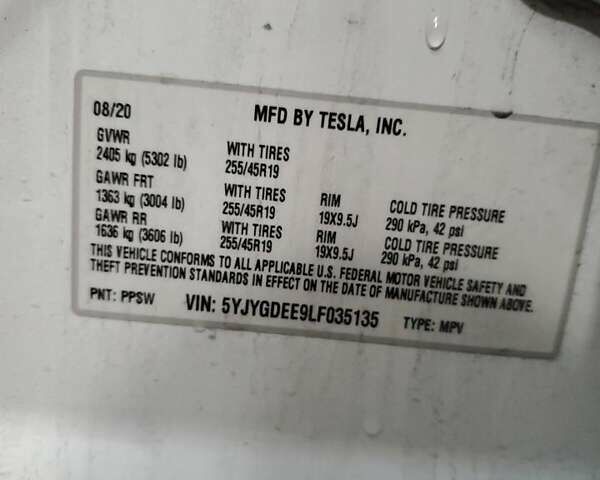 08/20 MFD BY TESLA, INC.
GVWR
2405 kg (5302 lb) WITH TIRES 255/45R19
GAWR FRT
1363 kg (3004 lb) WITH TIRES 255/45R19 RIM 19X9.5J COLD TIRE PRESSURE 290 kPa, 42 psi
GAWR RR
1636 kg (3606 lb) WITH TIRES 255/45R19 RIM 19X9.5J COLD TIRE PRESSURE 290 kPa, 42 psi
THIS VEHICLE CONFORMS TO ALL APPLICABLE U.S. FEDERAL MOTOR VEHICLE SAFETY AND
THEFT PREVENTION STANDARDS IN EFFECT ON THE DATE OF MANUFACTURE SHOWN ABOVE.
PNT: PPSW VIN: 5YJYGDEE9LF035135 TYPE: MPV